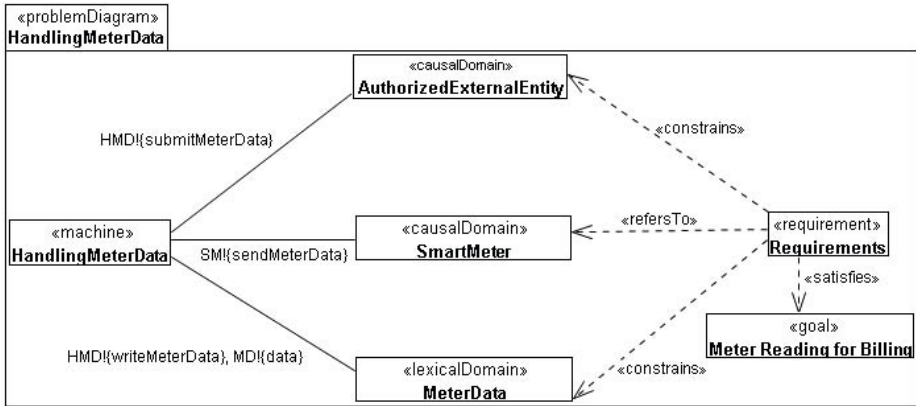 «problemDiagram»
HandlingMeterData
«causalDomain»
AuthorizedExternalEntity
«constrains»
HMD!{submitMeterData}
«machine»
HandlingMeterData
SM!{sendMeterData}
«causalDomain»
SmartMeter
«refersTo»
«requirement»
Requirements
«satisfies»
«goal»
Meter Reading for Billing
HMD!{writeMeterData}, MD!{data}
«lexicalDomain»
MeterData
«constrains»